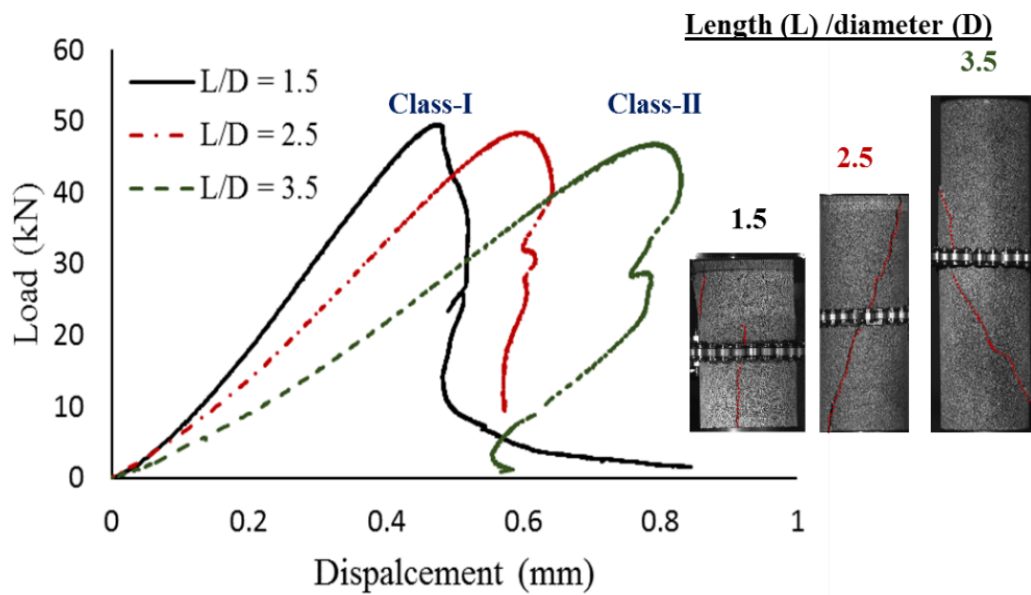 Length (L) /diameter (D)
60
50
40
30
20
10
0
Load (kN)
L/D = 1.5
L/D = 2.5
L/D = 3.5
Class-I
Class-II
0
0.2
0.4
0.6
0.8
1
Dispalcement (mm)
1.5
2.5
3.5